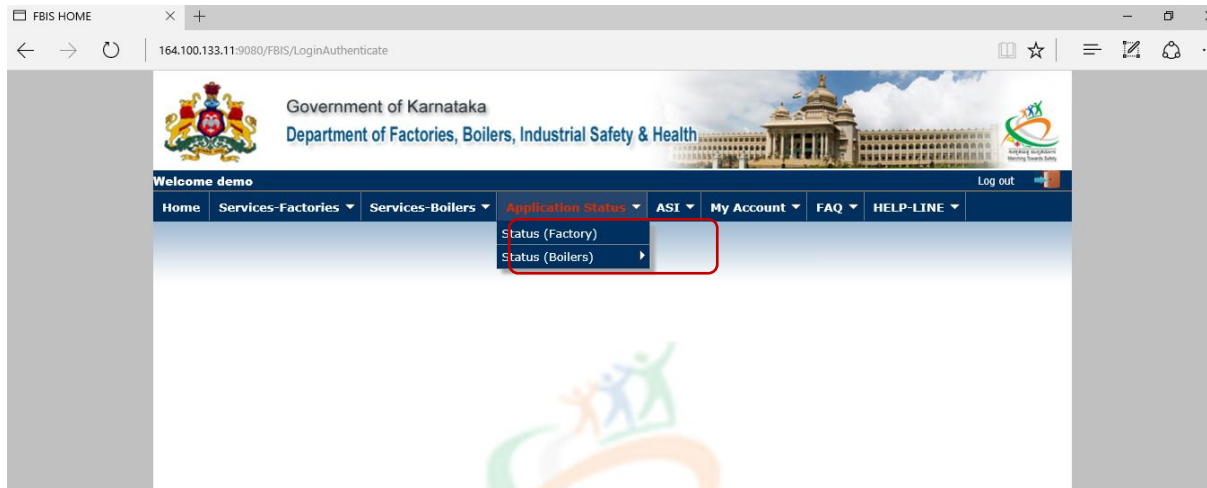 FBIS HOME
164.100.133.11:9080/FBIS/LoginAuthenticate
Government of Karnataka
Department of Factories, Boilers, Industrial Safety & Health
Welcome demo
Log out
Home Services-Factories Services-Boilers Application Status ASI My Account FAQ HELP-LINE
Status (Factory)
Status (Boilers)